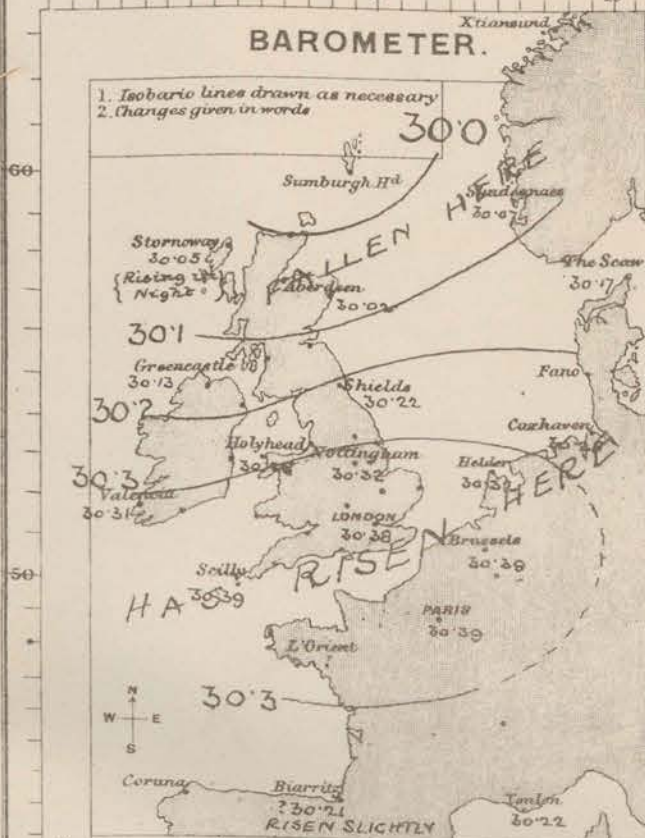 Xtiansund
BAROMETER.
1. Isobaric lines drawn as necessary
2. Changes given in words
30·0
60
Sumburgh Hd
HERE
30·07
Stornoway
30·05
ALLEN
The Scaw
30·17
{Rising
Night
Aberdeen
30·02
30·1
Greencastle
30·13
Fano
Shields
30·22
30·2
Cuxhaven
Holyhead
Nottingham
30·32
Helder
HERE
30·3
Valencia
30·31
LONDON
30·38
Brussels
30·39
50
Scilly
30·39
RISEN
HAS
PARIS
30·39
L'Orient
?
30·3
N
W E
S
Coruna
Biarritz
?30·21
RISEN SLIGHTLY
Toulon
30·22